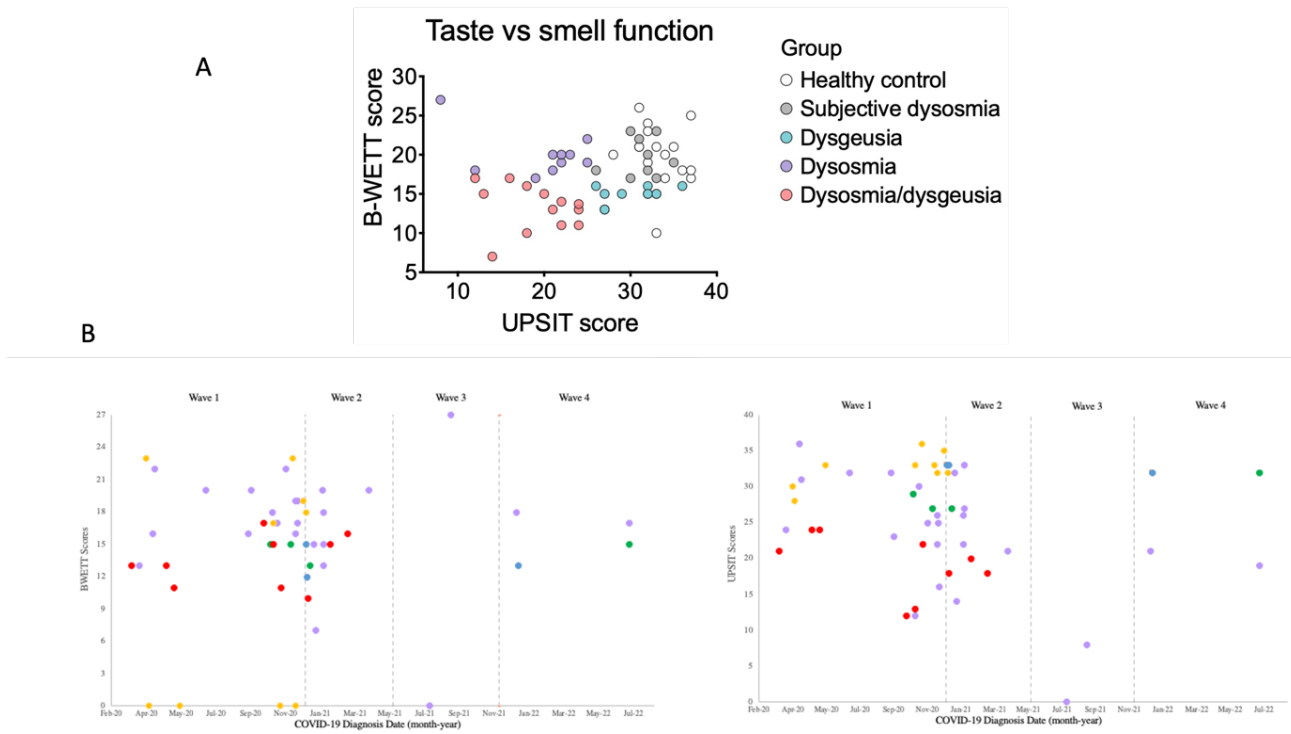 A
Taste vs smell function
B-WETT score
30
25
20
15
10
5
10 20 30 40
UPSIT score
Group
Healthy control
Subjective dysosmia
Dysgeusia
Dysosmia
Dysosmia/dysgeusia
B
Wave 1 Wave 2 Wave 3 Wave 4
BWETT Scores
27
24
21
18
15
12
9
6
3
0
Feb-20 Apr-20 May-20 Jul-20 Sep-20 Nov-20 Jan-21 Mar-21 May-21 Jul-21 Sep-21 Nov-21 Jan-22 Mar-22 May-22 Jul-22
COVID-19 Diagnosis Date (month-year)
Wave 1 Wave 2 Wave 3 Wave 4
UPSIT Scores
40
35
30
25
20
15
10
5
0
Feb-20 Apr-20 May-20 Jul-20 Sep-20 Nov-20 Jan-21 Mar-21 May-21 Jul-21 Sep-21 Nov-21 Jan-22 Mar-22 May-22 Jul-22
COVID-19 Diagnosis Date (month-year)